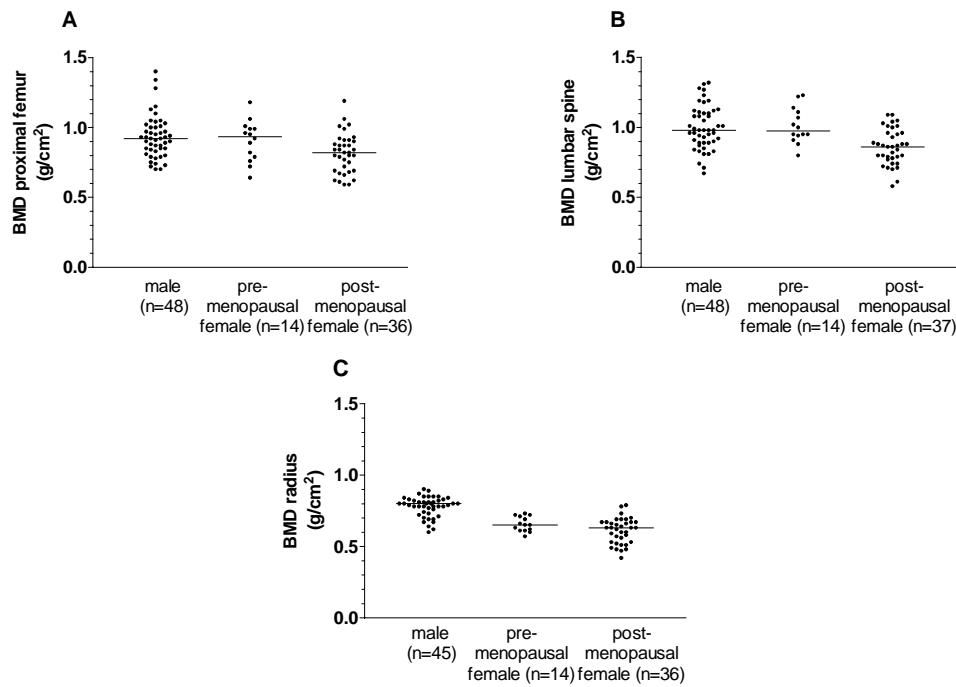 A
BMD proximal femur
(g/cm²)
1.5
1.0
0.5
0.0
male
(n=48)
pre-
menopausal
female (n=14)
post-
menopausal
female (n=36)
B
BMD lumbar spine
(g/cm²)
1.5
1.0
0.5
0.0
male
(n=48)
pre-
menopausal
female (n=14)
post-
menopausal
female (n=37)
C
BMD radius
(g/cm²)
1.5
1.0
0.5
0.0
male
(n=45)
pre-
menopausal
female (n=14)
post-
menopausal
female (n=36)